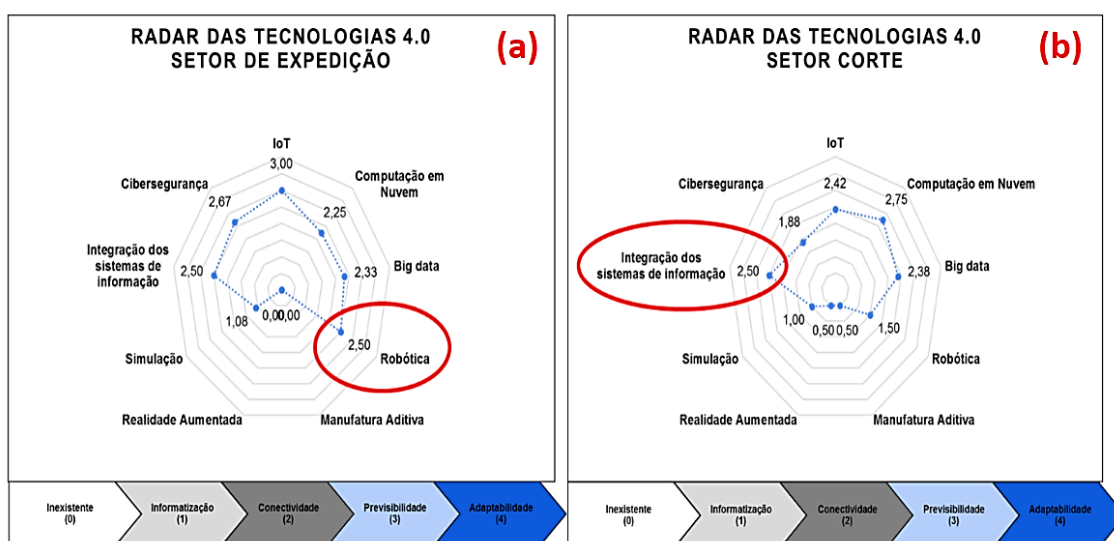 RADAR DAS TECNOLOGIAS 4.0
SETOR DE EXPEDIÇÃO
(a)
IoT
3,00
Cibersegurança
2,67
Computação em
Nuvem
2,25
Integração dos
sistemas de
informação
2,50
Big data
2,33
1,08
0,00
0,00
2,50
Simulação
Robótica
Realidade Aumentada
Manufatura Aditiva
Inexistente
(0)
Informatização
(1)
Conectividade
(2)
Previsibilidade
(3)
Adaptabilidade
(4)
RADAR DAS TECNOLOGIAS 4.0
SETOR CORTE
(b)
IoT
2,42
Cibersegurança
1,88
Computação em Nuvem
2,75
Integração dos
sistemas de informação
2,50
Big data
2,38
1,00
0,50
0,50
1,50
Simulação
Robótica
Realidade Aumentada
Manufatura Aditiva
Inexistente
(0)
Informatização
(1)
Conectividade
(2)
Previsibilidade
(3)
Adaptabilidade
(4)